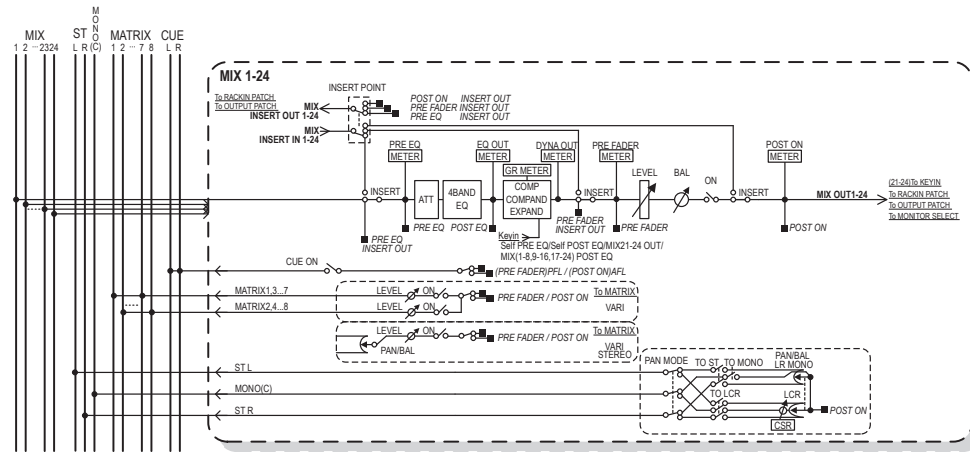 MIX
1 2 ··· 23 24
ST
L R
MONO(C)
MATRIX
1 2 ··· 7 8
CUE
L R
MIX 1-24
INSERT POINT
To RACKIN PATCH
To OUTPUT PATCH
MIX
INSERT OUT 1-24
MIX
INSERT IN 1-24
POST ON INSERT OUT
PRE FADER INSERT OUT
PRE EQ INSERT OUT
PRE EQ
METER
EQ OUT
METER
DYNA OUT
METER
PRE FADER
METER
POST ON
METER
GR METER
LEVEL
BAL
ON
INSERT
ATT
4BAND
EQ
COMP
COMPAND
EXPAND
INSERT
INSERT
MIX OUT1-24
(21-24)To KEYIN
To RACKIN PATCH
To OUTPUT PATCH
To MONITOR SELECT
PRE EQ
INSERT OUT
PRE EQ
POST EQ
Keyin
PRE FADER
INSERT OUT
PRE FADER
POST ON
Self PRE EQ/Self POST EQ/MIX21-24 OUT/
MIX(1-8,9-16,17-24) POST EQ
CUE ON
(PRE FADER)PFL / (POST ON)AFL
MATRIX1,3...7
LEVEL
ON
PRE FADER / POST ON
To MATRIX
MATRIX2,4...8
LEVEL
ON
VARI
LEVEL
ON
PRE FADER / POST ON
To MATRIX
PAN/BAL
VARI
STEREO
ST L
PAN MODE
TO ST
TO MONO
PAN/BAL
LR MONO
MONO(C)
TO LCR
LCR
ST R
CSR
POST ON